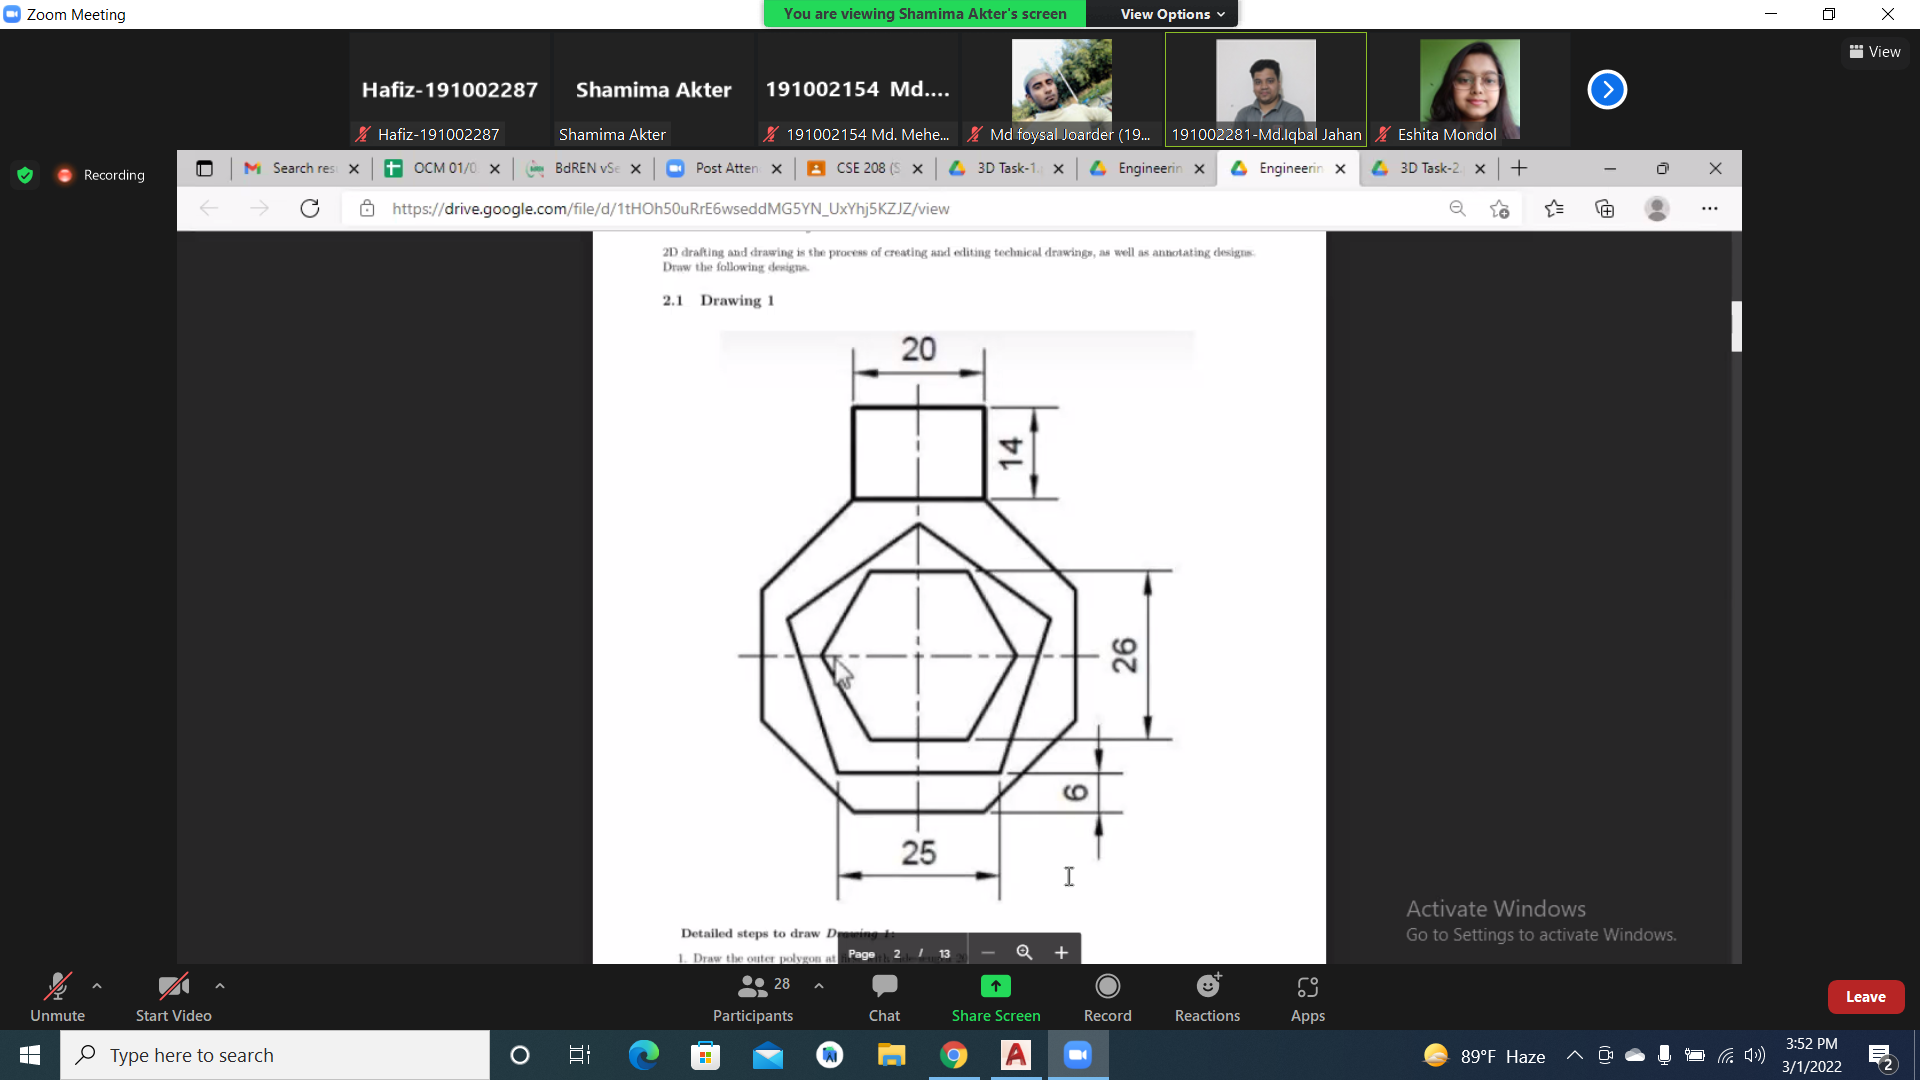 Zoom Meeting
You are viewing Shamima Akter's screen
View Options
View
Hafiz-191002287
Shamima Akter
191002154 Md....
Hafiz-191002287
Shamima Akter
191002154 Md. Mehe...
Md foysal Joarder (19...
191002281-Md.Iqbal Jahan
Eshita Mondol
Recording
Search res
OCM 01/0
BdREN vSe
Post Atten
CSE 208 (S
3D Task-1.
Engineerin
Engineerin
3D Task-2.
https://drive.google.com/file/d/1tHOh50uRrE6wseddMG5YN_UxYhj5KZJZ/view
2D drafting and drawing is the process of creating and editing technical drawings, as well as annotating designs.
Draw the following designs.
2.1 Drawing 1
20
14
26
6
25
Detailed steps to draw Drawing 1:
1. Draw the outer polygon at
Page 2 / 13
Activate Windows
Go to Settings to activate Windows.
Unmute
Start Video
28
Participants
Chat
Share Screen
Record
Reactions
Apps
Leave
Type here to search
89°F Haze
3:52 PM
3/1/2022
2